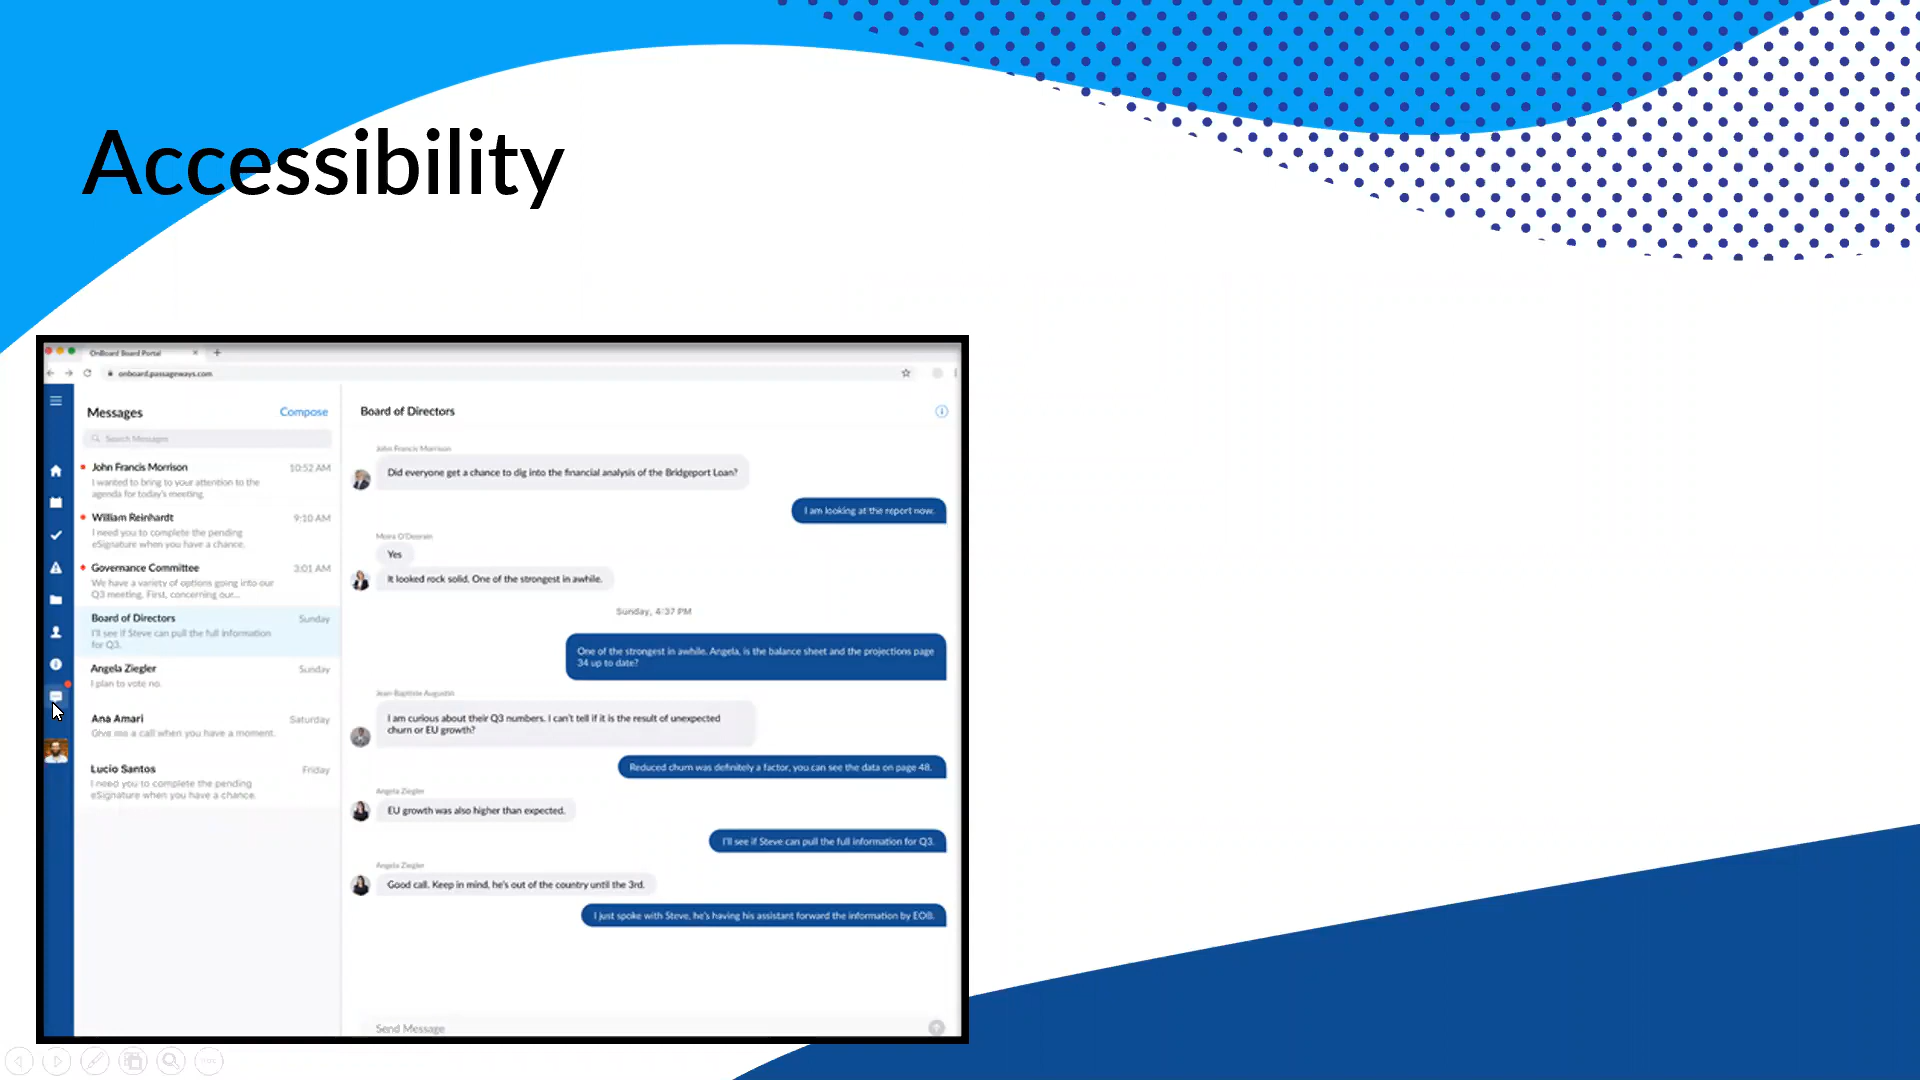 Accessibility
OnBoard Board Portal
onboard.passageways.com
Messages
Compose
Search Messages
John Francis Morrison
10:52 AM
I wanted to bring to your attention to the
agenda for today's meeting.
William Reinhardt
9:10 AM
I need you to complete the pending
eSignature when you have a chance.
Governance Committee
3:01 AM
We have a variety of options going into our
Q3 meeting. First, concerning our...
Board of Directors
Sunday
I'll see if Steve can pull the full information
for Q3.
Angela Ziegler
Sunday
I plan to vote no.
Ana Amari
Saturday
Give me a call when you have a moment.
Lucio Santos
Friday
I need you to complete the pending
eSignature when you have a chance.
Board of Directors
John Francis Morrison
Did everyone get a chance to dig into the financial analysis of the Bridgeport Loan?
I am looking at the report now.
Moira O'Deorain
Yes
It looked rock solid. One of the strongest in awhile.
Sunday, 4:37 PM
One of the strongest in awhile. Angela, is the balance sheet and the projections page
34 up to date?
Jean-Baptiste Augustin
I am curious about their Q3 numbers. I can't tell if it is the result of unexpected
churn or EU growth?
Reduced churn was definitely a factor, you can see the data on page 48.
Angela Ziegler
EU growth was also higher than expected.
I'll see if Steve can pull the full information for Q3.
Angela Ziegler
Good call. Keep in mind, he's out of the country until the 3rd.
I just spoke with Steve, he's having his assistant forward the information by EOB.
Send Message